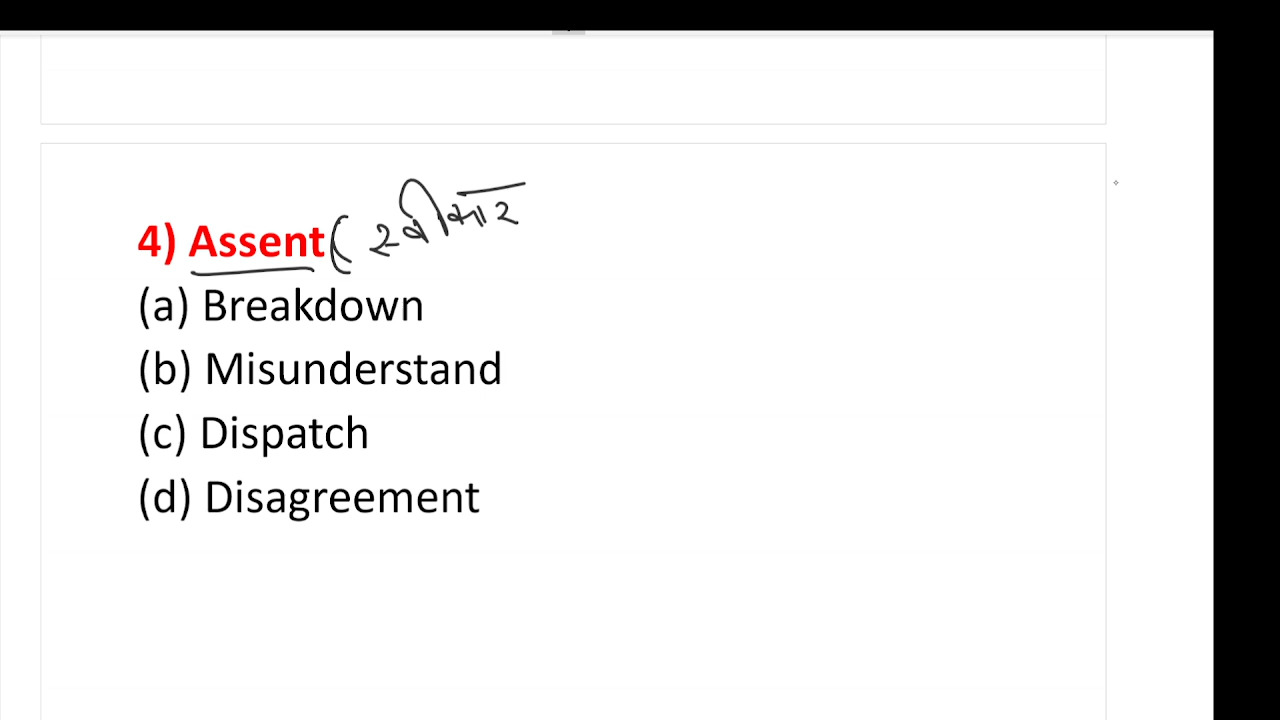 4) Assent (
(a) Breakdown
(b) Misunderstand
(c) Dispatch
(d) Disagreement